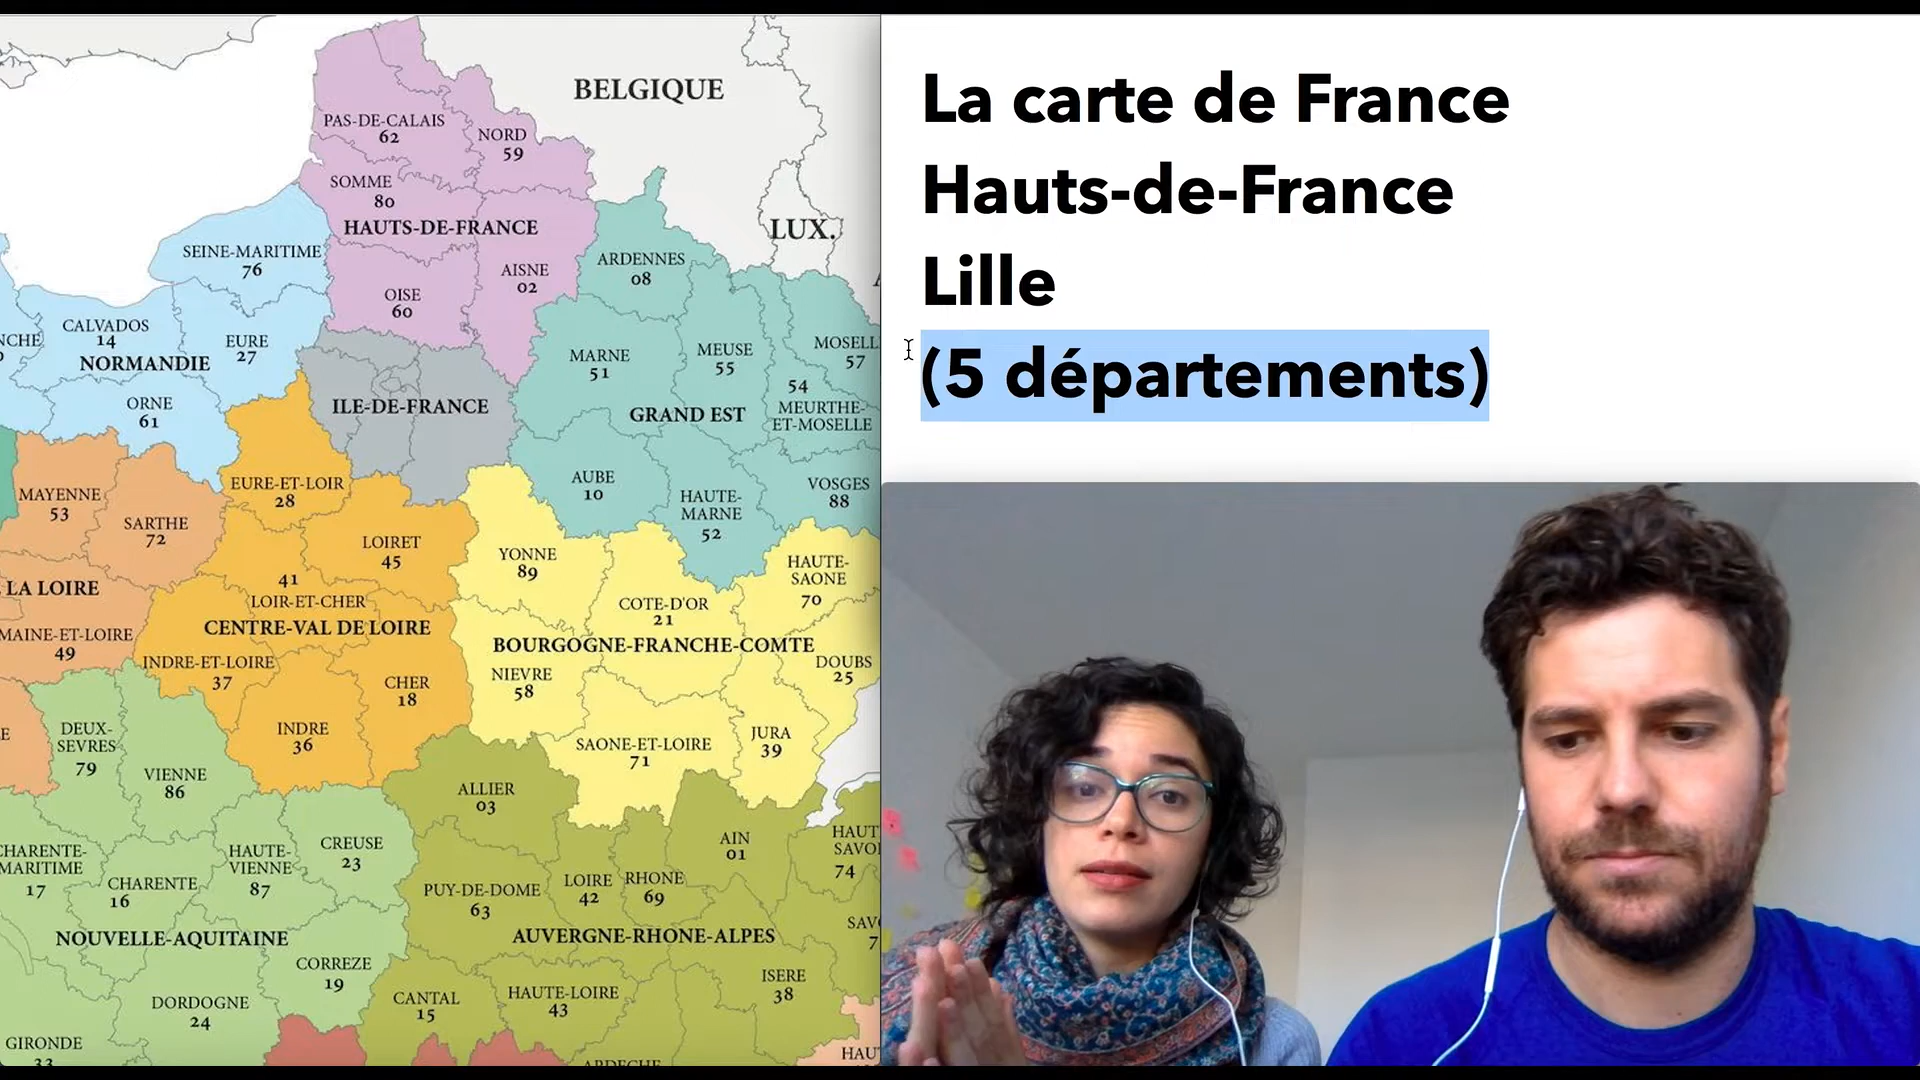 BELGIQUE
PAS-DE-CALAIS
62
NORD
59
SOMME
80
HAUTS-DE-FRANCE
LUX.
SEINE-MARITIME
76
ARDENNES
08
AISNE
02
OISE
60
CALVADOS
14
NORMANDIE
EURE
27
MARNE
51
MEUSE
55
MOSELL
57
54
MEURTHE-
ET-MOSELLE
ORNE
61
ILE-DE-FRANCE
GRAND EST
EURE-ET-LOIR
28
AUBE
10
HAUTE-
MARNE
52
VOSGES
88
MAYENNE
53
SARTHE
72
LOIRET
45
YONNE
89
HAUTE-
SAONE
70
LA LOIRE
41
LOIR-ET-CHER
CENTRE-VAL DE LOIRE
COTE-D'OR
21
BOURGOGNE-FRANCHE-COMTE
MAINE-ET-LOIRE
49
INDRE-ET-LOIRE
37
CHER
18
NIEVRE
58
DOUBS
25
DEUX-
SEVRES
79
INDRE
36
SAONE-ET-LOIRE
71
JURA
39
VIENNE
86
ALLIER
03
CHARENTE-
MARITIME
17
CHARENTE
16
HAUTE-
VIENNE
87
CREUSE
23
PUY-DE-DOME
63
LOIRE
42
RHONE
69
AIN
01
HAUT
SAVO
74
NOUVELLE-AQUITAINE
AUVERGNE-RHONE-ALPES
SAV
7
CORREZE
19
DORDOGNE
24
CANTAL
15
HAUTE-LOIRE
43
ISERE
38
GIRONDE
33
ARDECHE
HAU
La carte de France
Hauts-de-France
Lille
(5 départements)